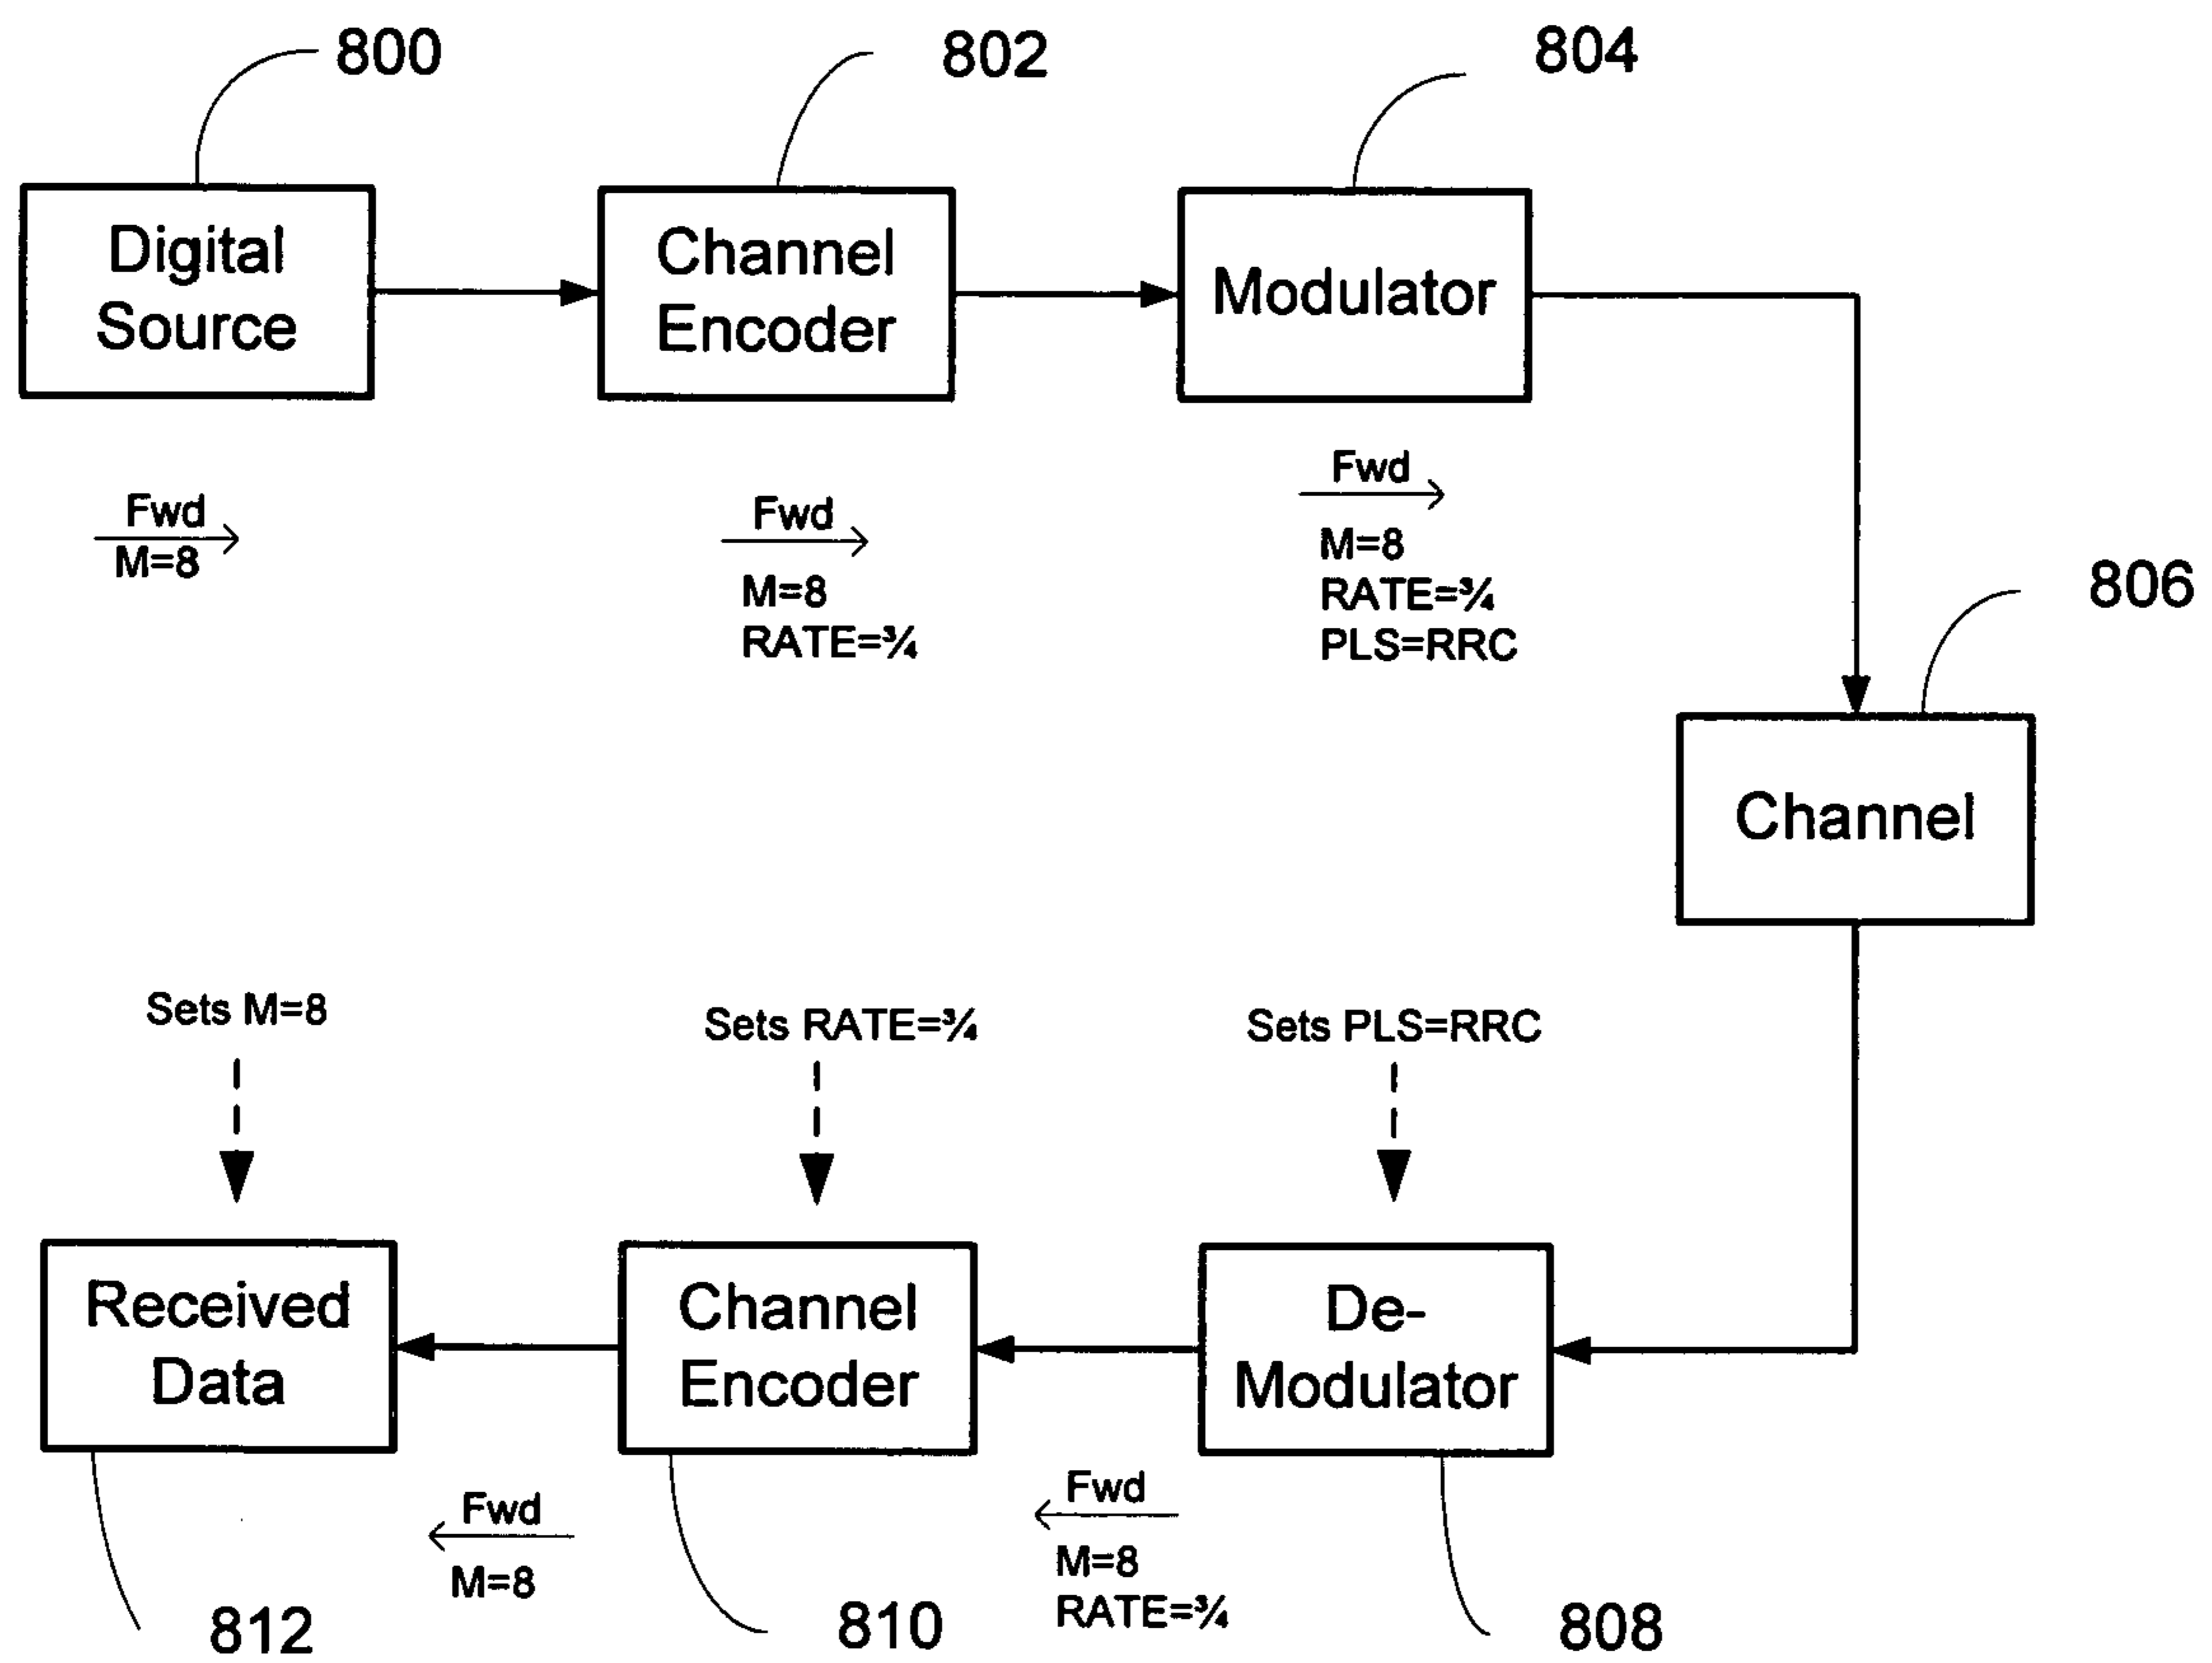 800
802
804
Digital
Source
Channel
Encoder
Modulator
Fwd
M=8
Fwd
M=8
RATE=¾
Fwd
M=8
RATE=¾
PLS=RRC
806
Channel
Sets M=8
Sets RATE=¾
Sets PLS=RRC
Received
Data
Channel
Encoder
De-
Modulator
Fwd
M=8
Fwd
M=8
RATE=¾
812
810
808